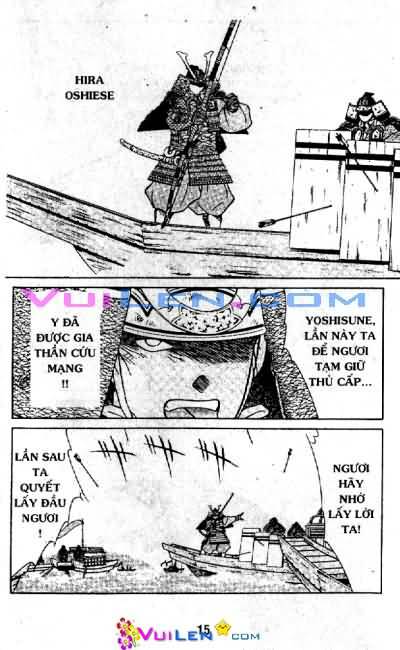 HIRA
OSHIESE
VuiLen.com
YOSHISUNE,
LẦN NÀY TA
ĐỂ NGƯƠI
TẠM GIỮ
THỦ CẤP...
Y ĐÃ
ĐƯỢC GIA
THẦN CỨU
MẠNG
!!
NGƯƠI
HÃY
NHỚ
LẤY LỜI
TA!
LẦN SAU
TA
QUYẾT
LẤY ĐẦU
NGƯƠI
!
15
VuiLen.com